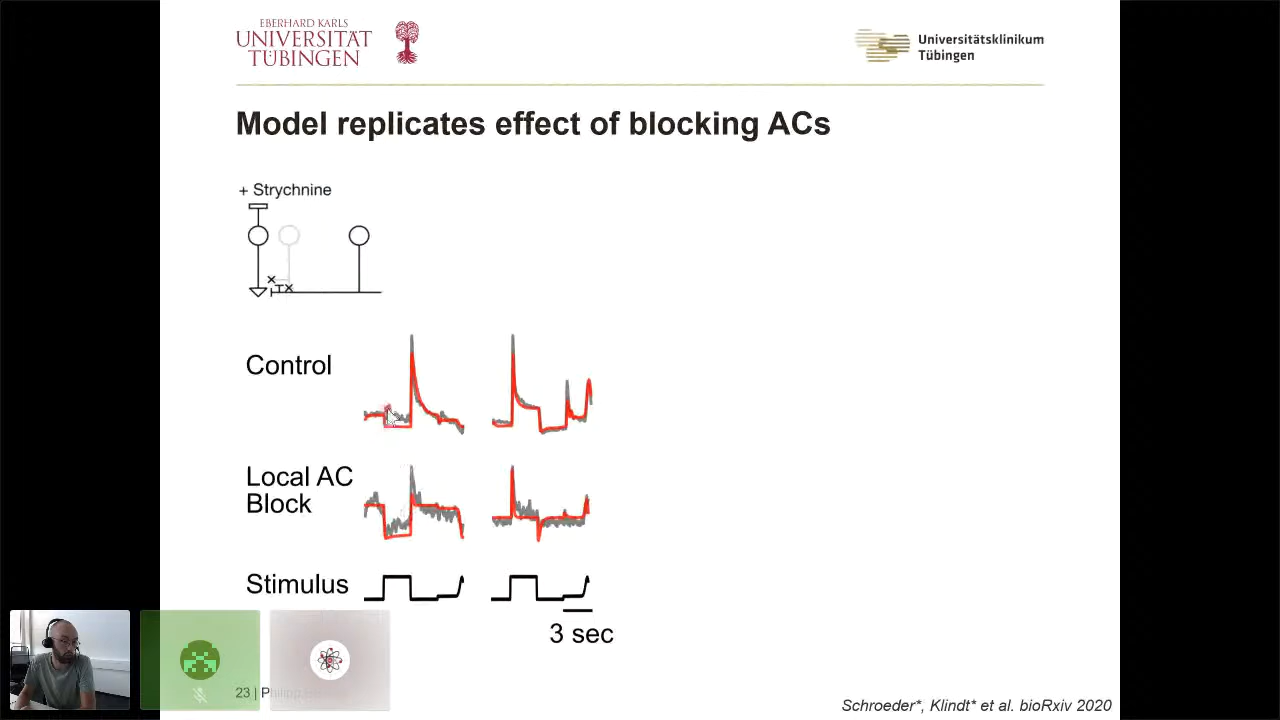 EBERHARD KARLS
UNIVERSITÄT
TÜBINGEN
Universitätsklinikum
Tübingen
Model replicates effect of blocking ACs
+ Strychnine
Control
Local AC
Block
Stimulus
3 sec
23 |
Schroeder*, Klindt* et al. bioRxiv 2020